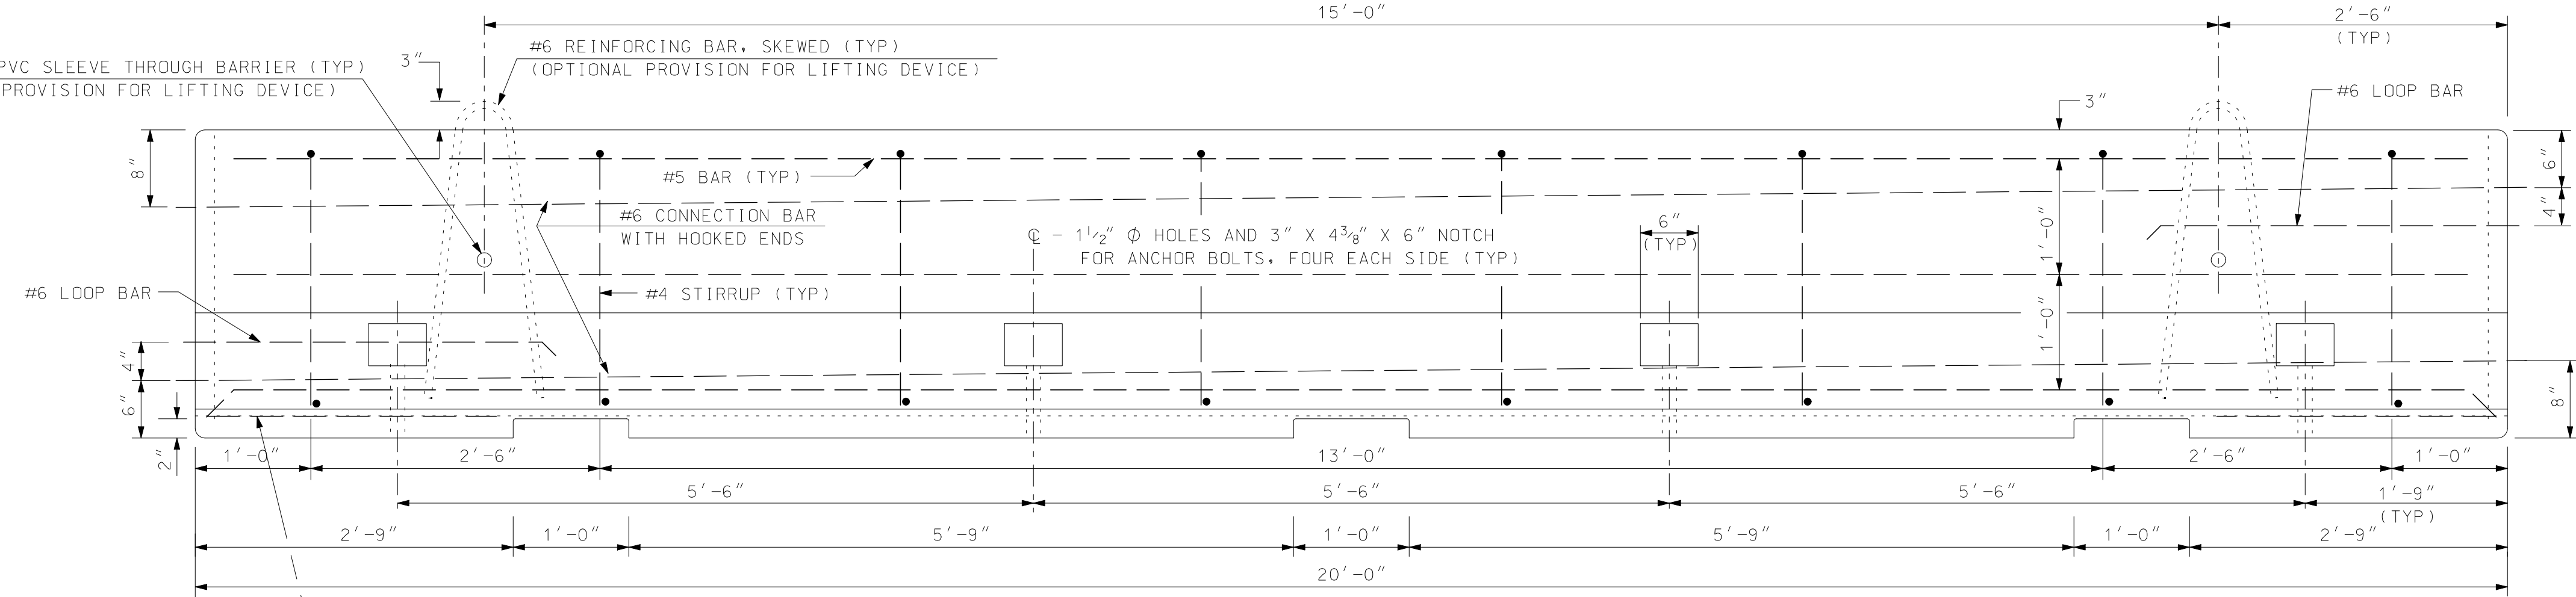 15'-0"
2'-6"
(TYP)
#6 REINFORCING BAR, SKEWED (TYP)
(OPTIONAL PROVISION FOR LIFTING DEVICE)
3"
PVC SLEEVE THROUGH BARRIER (TYP)
PROVISION FOR LIFTING DEVICE)
#6 LOOP BAR
3"
8"
6"
#5 BAR (TYP)
4"
#6 CONNECTION BAR
WITH HOOKED ENDS
6"
(TYP)
1'-0"
℄ - 1 1/2" Ø HOLES AND 3" X 4 3/8" X 6" NOTCH
FOR ANCHOR BOLTS, FOUR EACH SIDE (TYP)
#6 LOOP BAR
#4 STIRRUP (TYP)
1'-0"
4"
6"
8"
2"
1'-0"
2'-6"
13'-0"
2'-6"
1'-0"
5'-6"
5'-6"
5'-6"
1'-9"
(TYP)
2'-9"
1'-0"
5'-9"
1'-0"
5'-9"
1'-0"
2'-9"
20'-0"